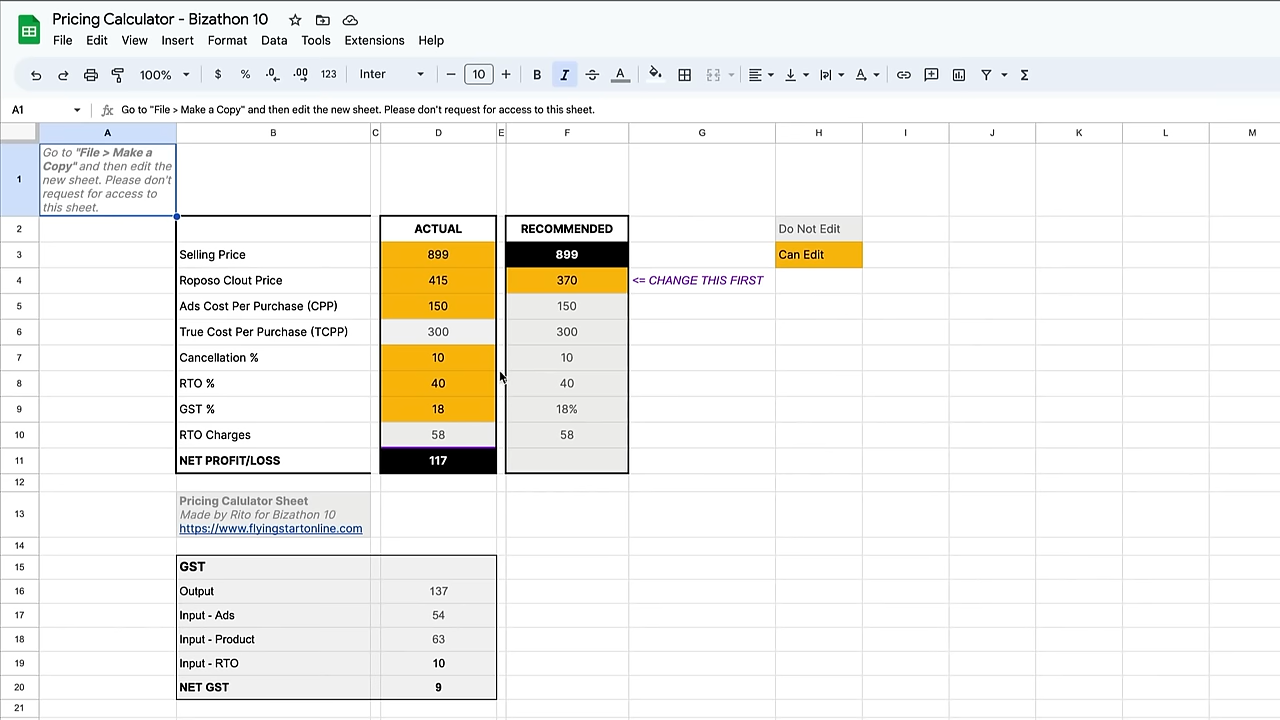 Pricing Calculator - Bizathon 10
File Edit View Insert Format Data Tools Extensions Help
100% $ % .0 .00 123 Inter 10 B I A
A1 fx Go to "File > Make a Copy" and then edit the new sheet. Please don't request for access to this sheet.
A B C D E F G H I J K L M
1 Go to "File > Make a
Copy" and then edit the
new sheet. Please don't
request for access to
this sheet.
2 ACTUAL RECOMMENDED Do Not Edit
3 Selling Price 899 899 Can Edit
4 Roposo Clout Price 415 370 <= CHANGE THIS FIRST
5 Ads Cost Per Purchase (CPP) 150 150
6 True Cost Per Purchase (TCPP) 300 300
7 Cancellation % 10 10
8 RTO % 40 40
9 GST % 18 18%
10 RTO Charges 58 58
11 NET PROFIT/LOSS 117
12
13 Pricing Calulator Sheet
Made by Rito for Bizathon 10
https://www.flyingstartonline.com
14
15 GST
16 Output 137
17 Input - Ads 54
18 Input - Product 63
19 Input - RTO 10
20 NET GST 9
21